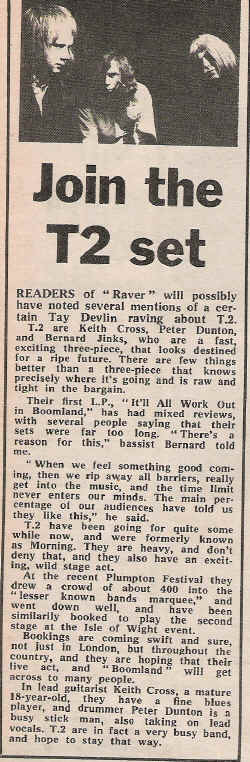 Join the
T2 set
READERS of "Raver" will possibly
have noted several mentions of a cer-
tain Tay Devlin raving about T.2.
T.2 are Keith Cross, Peter Dunton,
and Bernard Jinks, who are a fast,
exciting three-piece, that looks destined
for a ripe future. There are few things
better than a three-piece that knows
precisely where it's going and is raw and
tight in the bargain.
Their first L.P., "It'll All Work Out
in Boomland," has had mixed reviews,
with several people saying that their
sets were far too long. "There's a
reason for this," bassist Bernard told
me.
"When we feel something good com-
ing, then we rip away all barriers, really
get into the music, and the time limit
never enters our minds. The main per-
centage of our audiences have told us
they like this," he said.
T.2 have been going for quite some
while now, and were formerly known
as Morning. They are heavy, and don't
deny that, and they also have an excit-
ing, wild stage act.
At the recent Plumpton Festival they
drew a crowd of about 400 into the
"lesser known bands marquee," and
went down well, and have been
similarily booked to play the second
stage at the Isle of Wight event.
Bookings are coming swift and sure,
not just in London, but throughout the
country, and they are hoping that their
live act, and "Boomland" will get
across to many people.
In lead guitarist Keith Cross, a mature
18-year-old, they have a fine blues
player, and drummer Peter Dunton is a
busy stick man, also taking on lead
vocals. T.2 are in fact a very busy band,
and hope to stay that way.